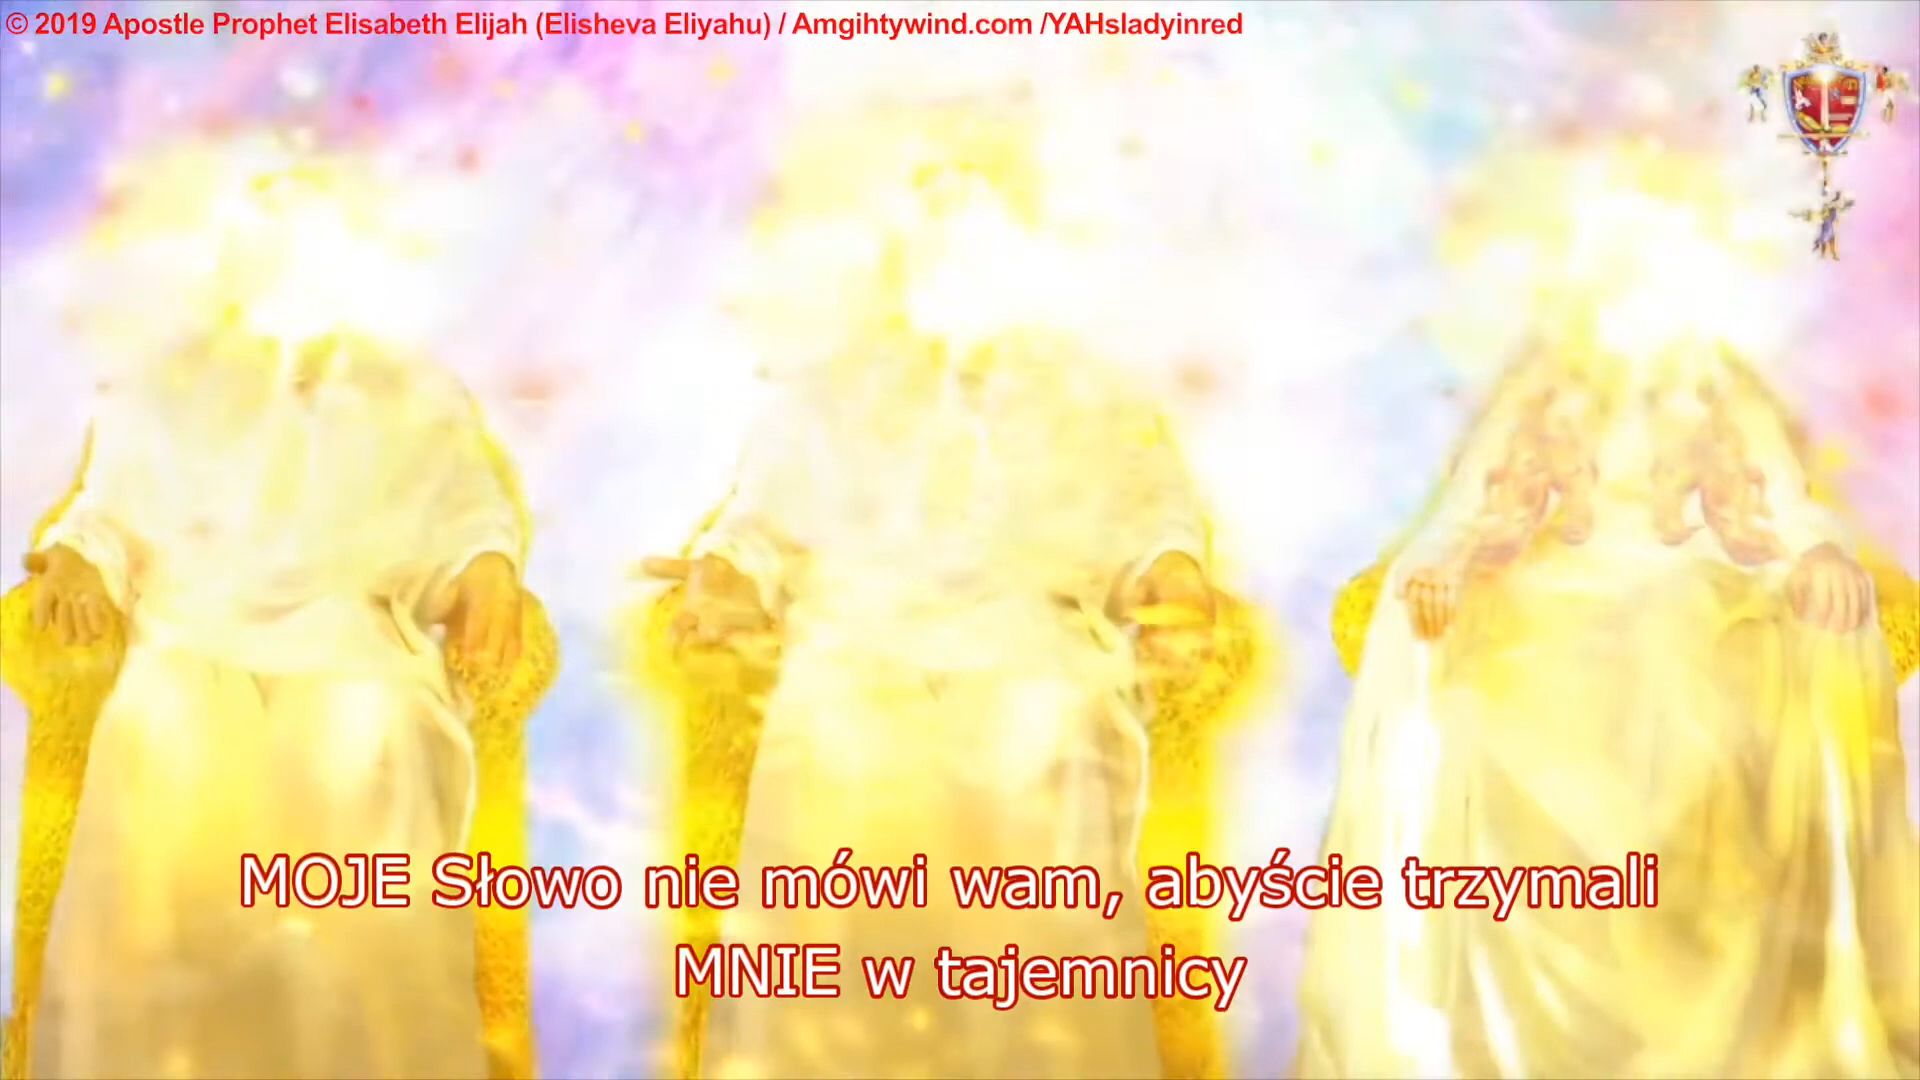 © 2019 Apostle Prophet Elisabeth Elijah (Elisheva Eliyahu) / Amgihtywind.com /YAHsladyinred
MOJE Słowo nie mówi wam, abyście trzymali
MNIE w tajemnicy